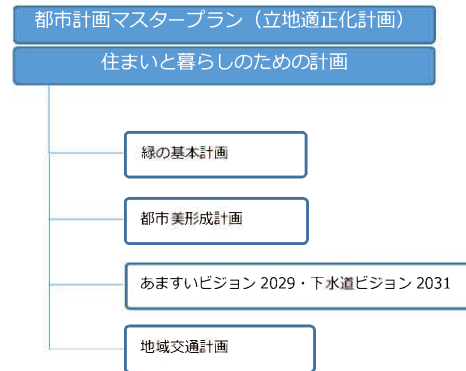 都市計画マスタープラン（立地適正化計画）
住まいと暮らしのための計画
緑の基本計画
都市美形成計画
あますいビジョン 2029・下水道ビジョン 2031
地域交通計画